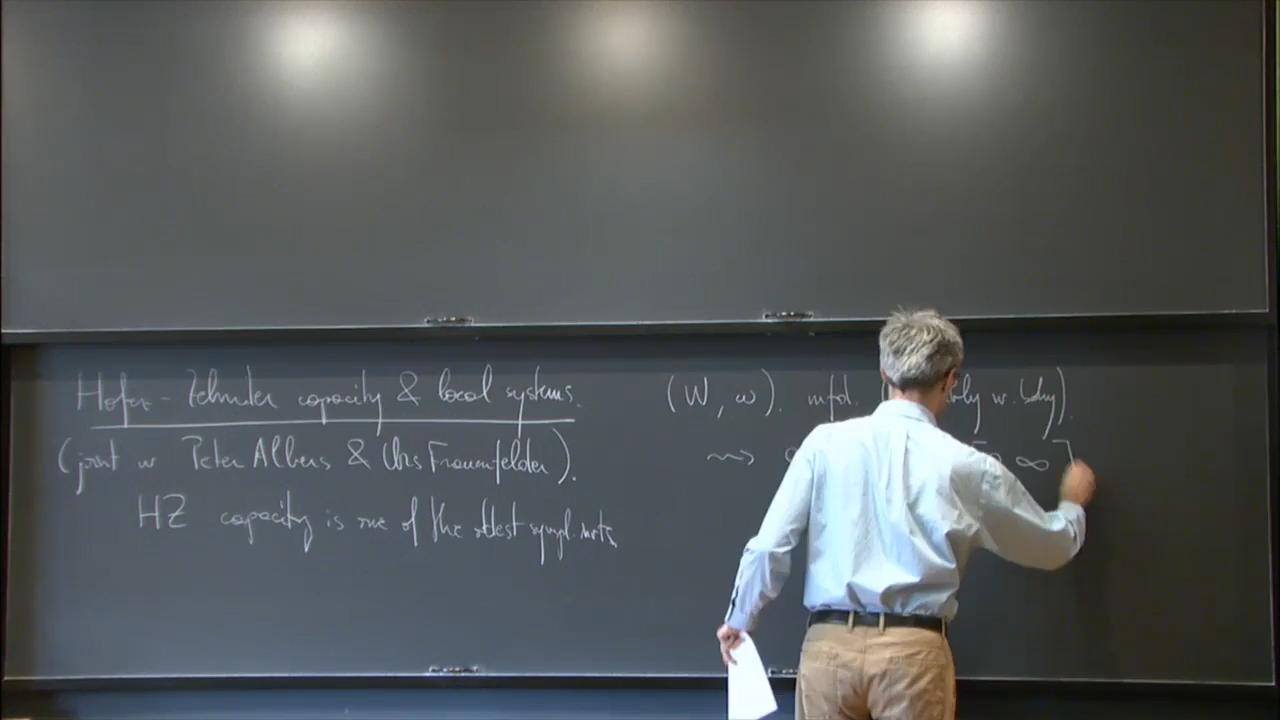 Hofer - Zehnder capacity & local systems.
(joint w Peter Albers & Urs Frauenfelder).
HZ capacity is one of the oldest sympl. invts.
(W, ω). mfd. w. bdry).
⇝ ∞ ]